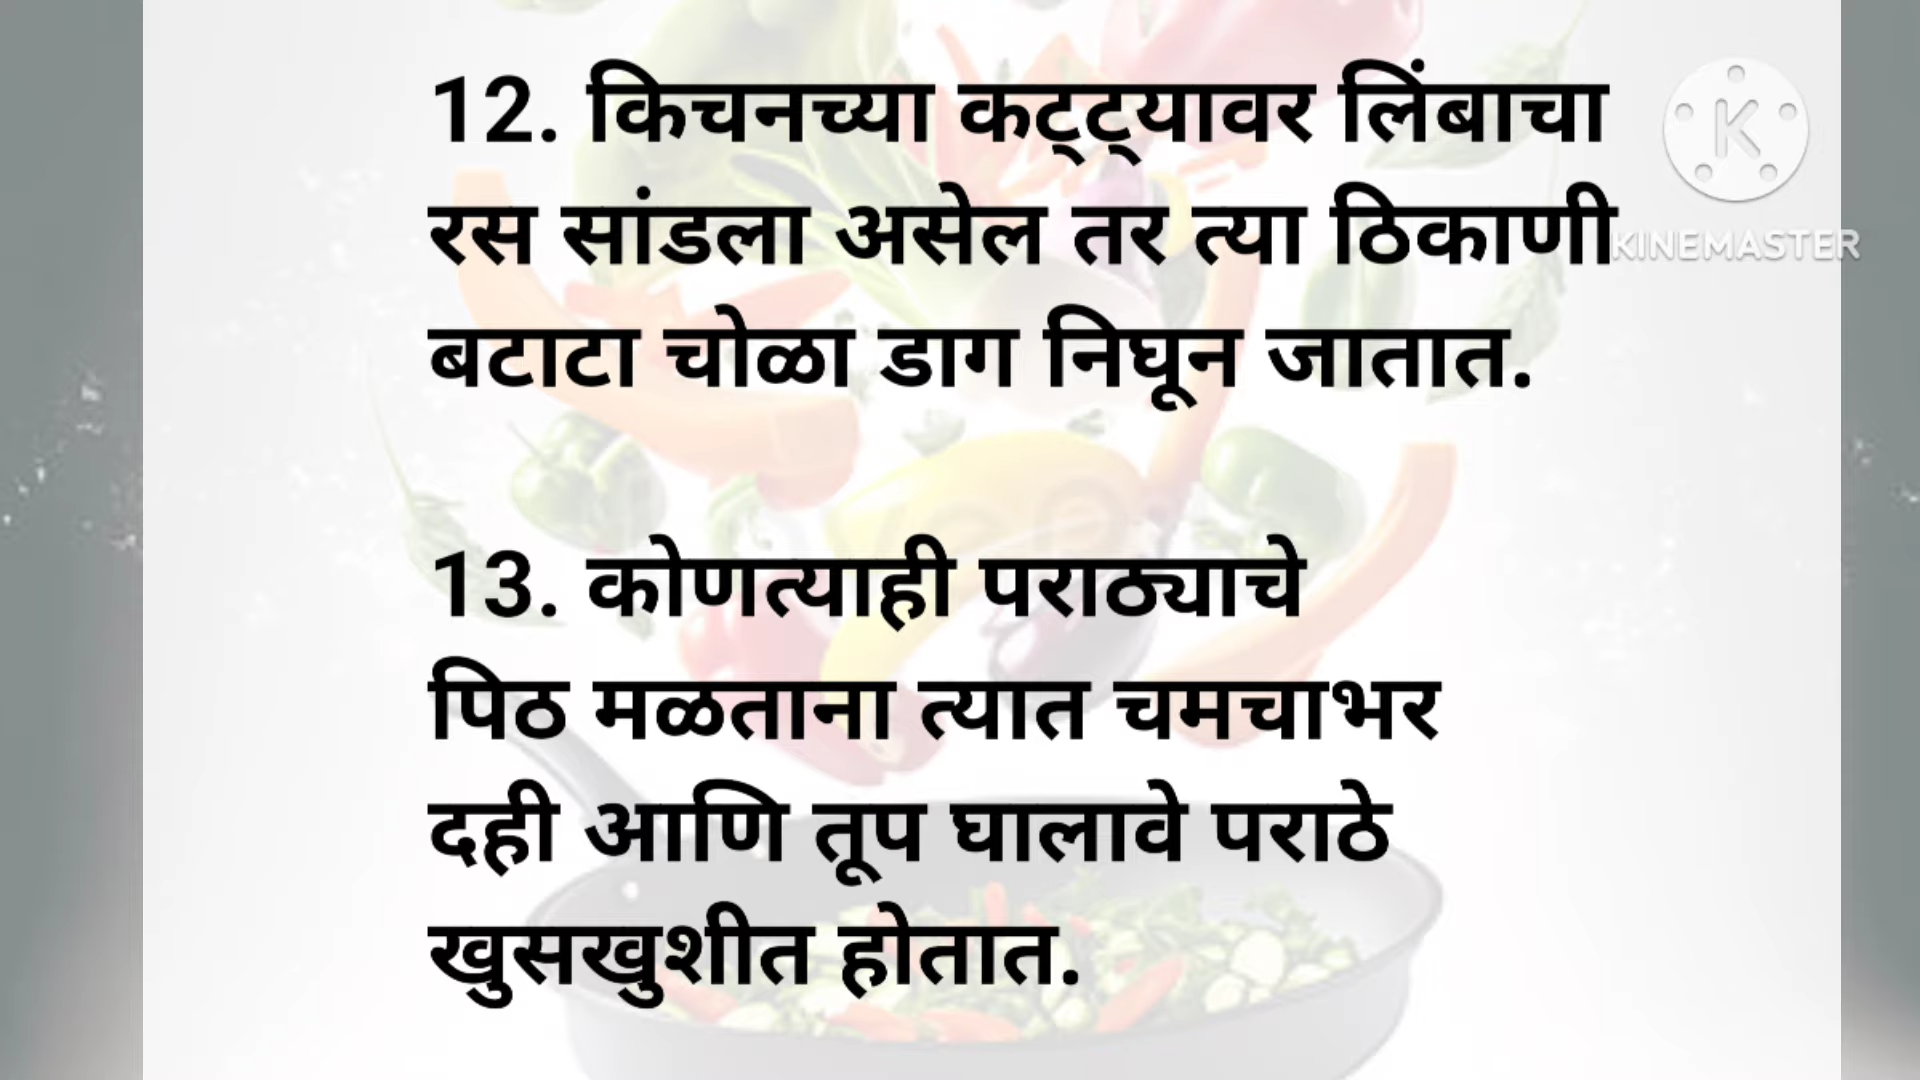 12. किचनच्या कट्ट्यावर लिंबाचा
रस सांडला असेल तर त्या ठिकाणी
बटाटा चोळा डाग निघून जातात.
13. कोणत्याही पराठ्याचे
पिठ मळताना त्यात चमचाभर
दही आणि तूप घालावे पराठे
खुसखुशीत होतात.
K
KINEMASTER